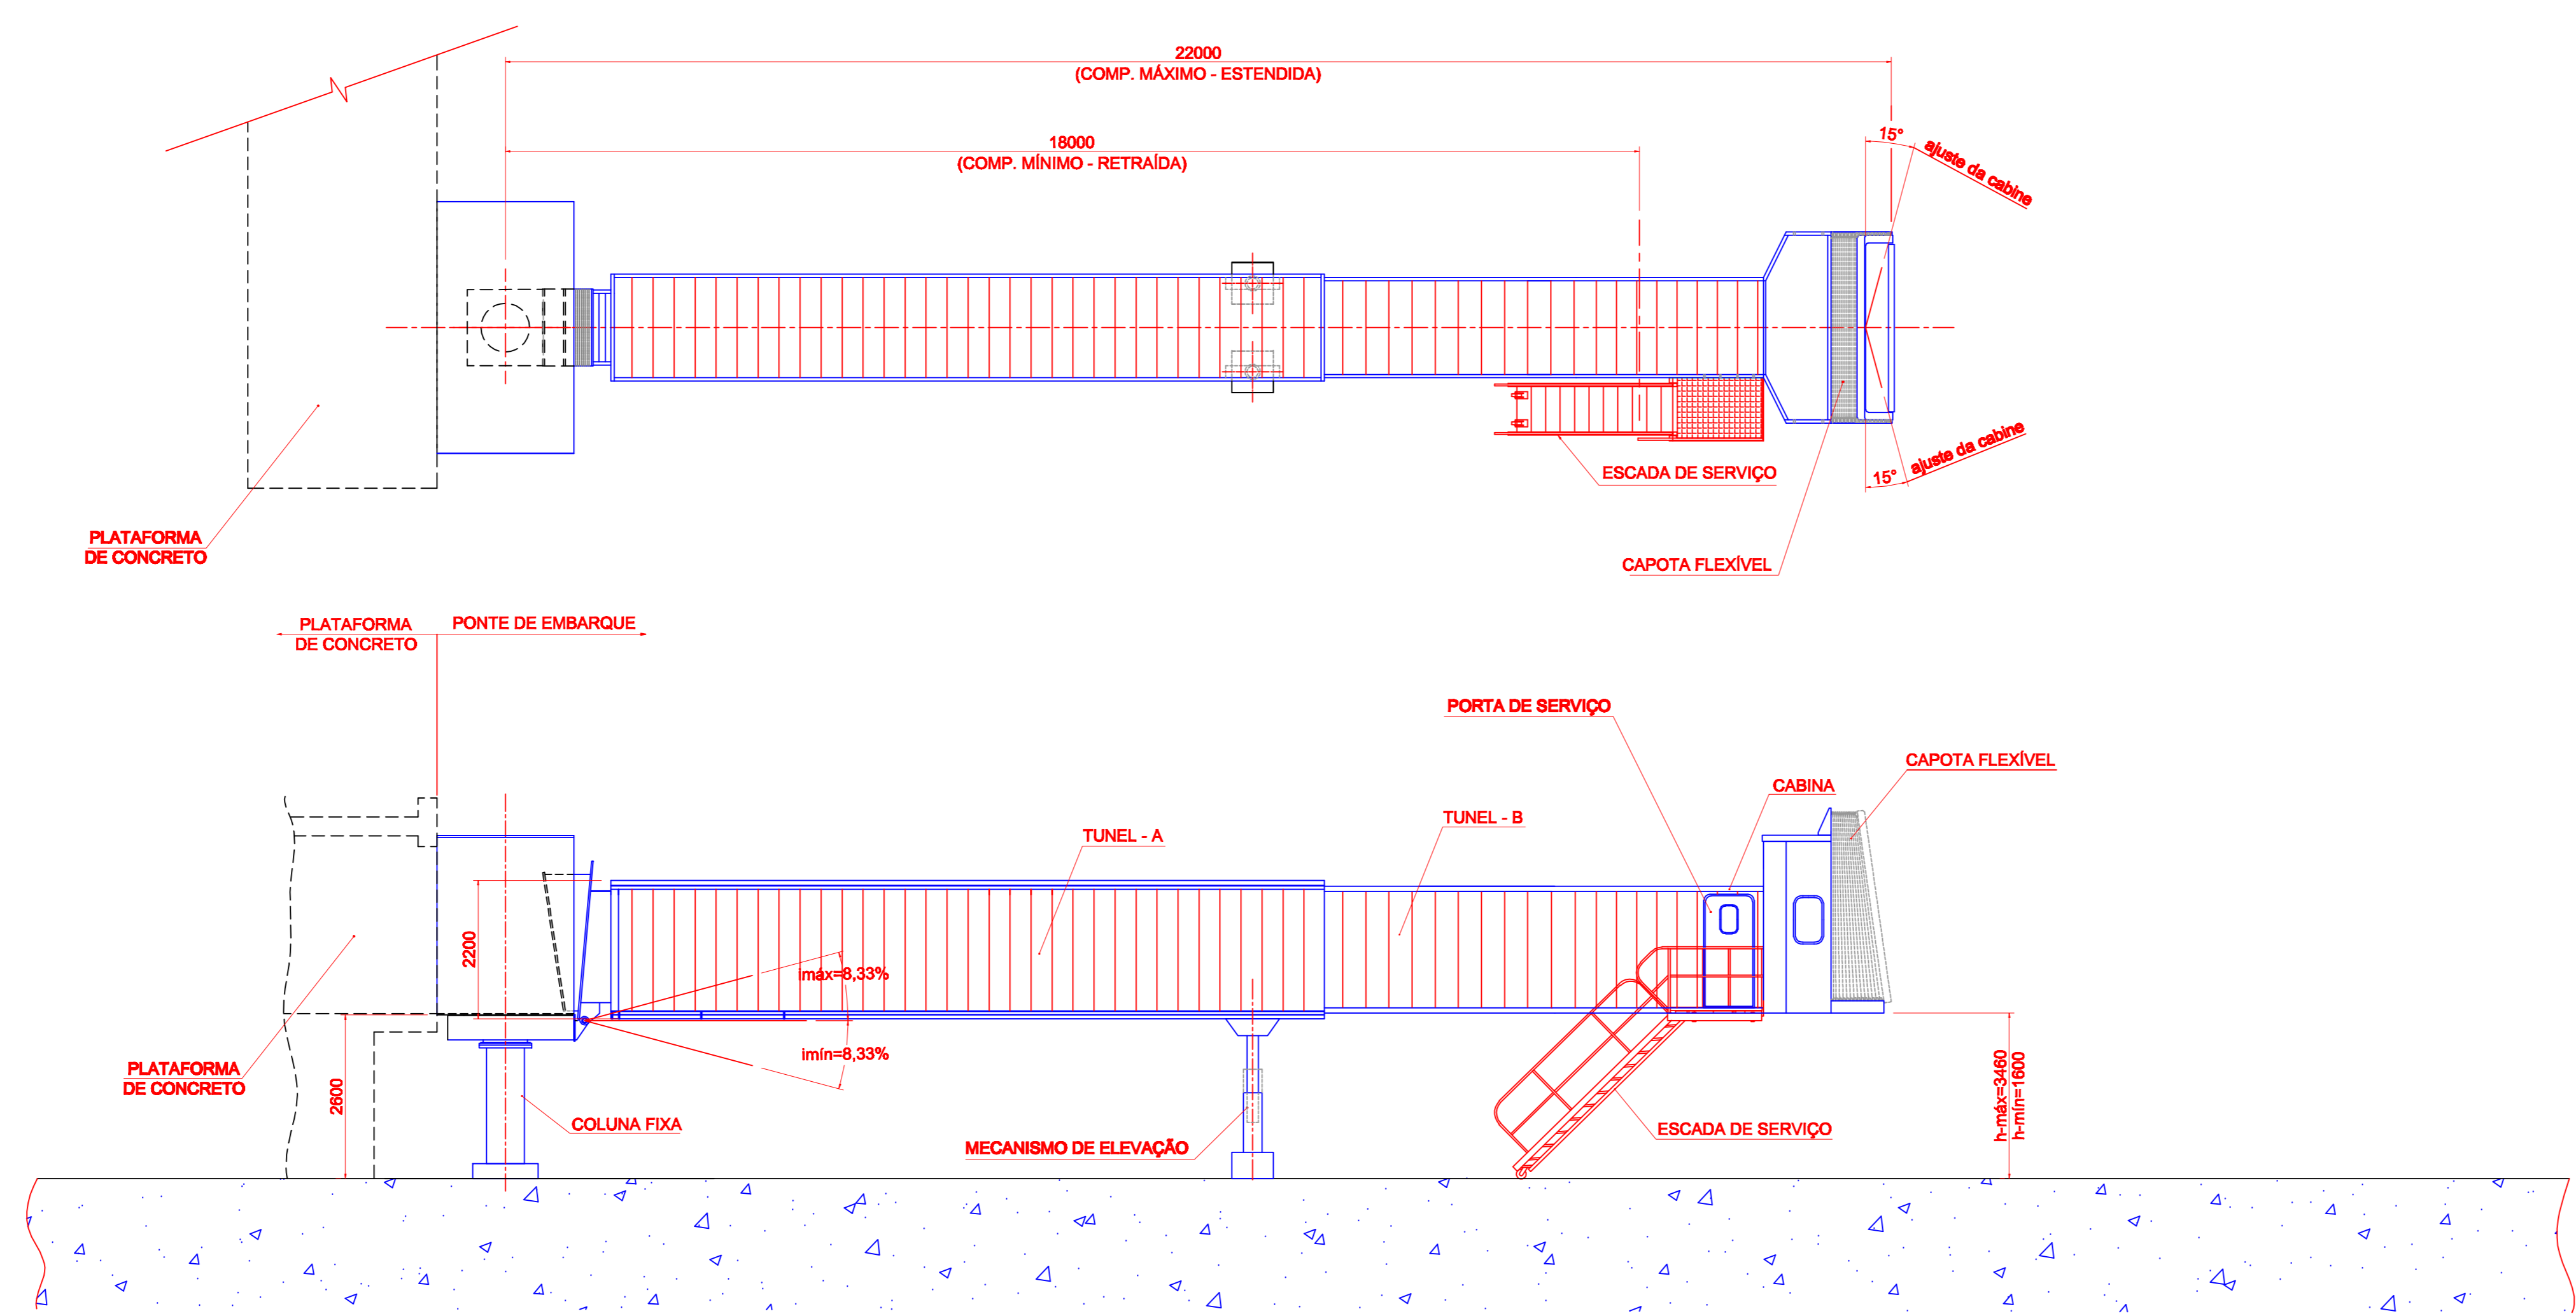 22000
(COMP. MÁXIMO - ESTENDIDA)
18000
(COMP. MÍNIMO - RETRAÍDA)
15°
ajuste da cabine
ESCADA DE SERVIÇO
15°
ajuste da cabine
PLATAFORMA
DE CONCRETO
CAPOTA FLEXÍVEL
PLATAFORMA
DE CONCRETO
PONTE DE EMBARQUE
PORTA DE SERVIÇO
CAPOTA FLEXÍVEL
CABINA
TUNEL - B
TUNEL - A
2200
imáx=8,33%
imín=8,33%
PLATAFORMA
DE CONCRETO
2600
COLUNA FIXA
MECANISMO DE ELEVAÇÃO
ESCADA DE SERVIÇO
h-máx=3460
h-mín=1600